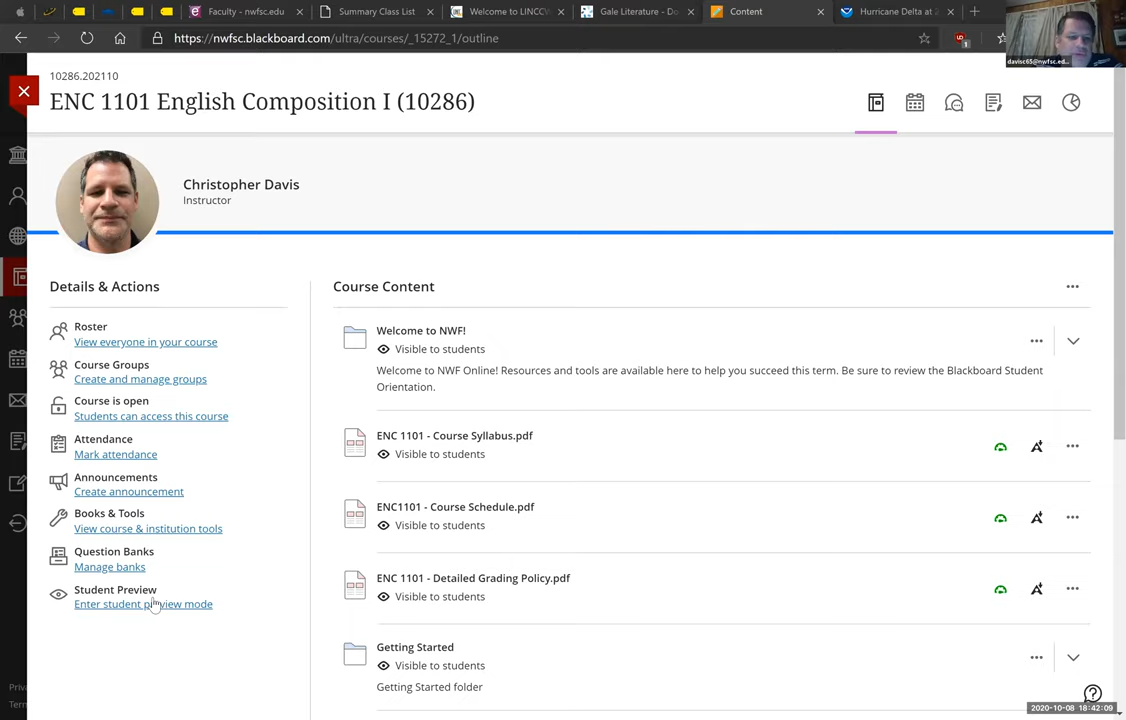 Faculty - nwfsc.edu
Summary Class List
Welcome to LINCCW
Gale Literature - Do
Content
Hurricane Delta at 2
https://nwfsc.blackboard.com/ultra/courses/_15272_1/outline
davisc65@nwfsc.ed...
10286.202110
ENC 1101 English Composition I (10286)
Christopher Davis
Instructor
Details & Actions
Roster
View everyone in your course
Course Groups
Create and manage groups
Course is open
Students can access this course
Attendance
Mark attendance
Announcements
Create announcement
Books & Tools
View course & institution tools
Question Banks
Manage banks
Student Preview
Enter student preview mode
Priva
Term
Course Content
Welcome to NWF!
Visible to students
Welcome to NWF Online! Resources and tools are available here to help you succeed this term. Be sure to review the Blackboard Student
Orientation.
ENC 1101 - Course Syllabus.pdf
Visible to students
ENC1101 - Course Schedule.pdf
Visible to students
ENC 1101 - Detailed Grading Policy.pdf
Visible to students
Getting Started
Visible to students
Getting Started folder
2020-10-08 18:42:09